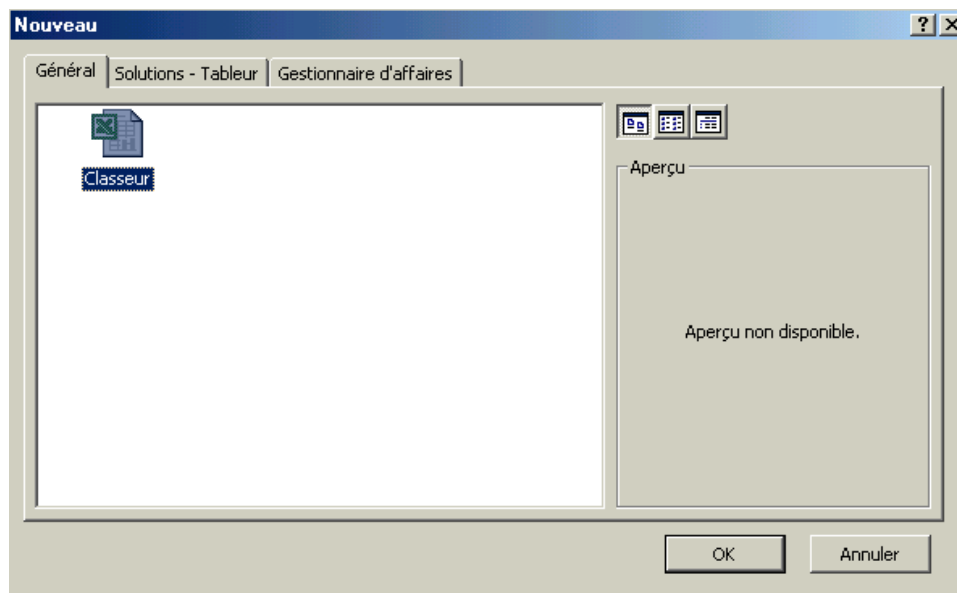 Nouveau
Général
Solutions - Tableur
Gestionnaire d'affaires
Classeur
Aperçu
Aperçu non disponible.
OK
Annuler